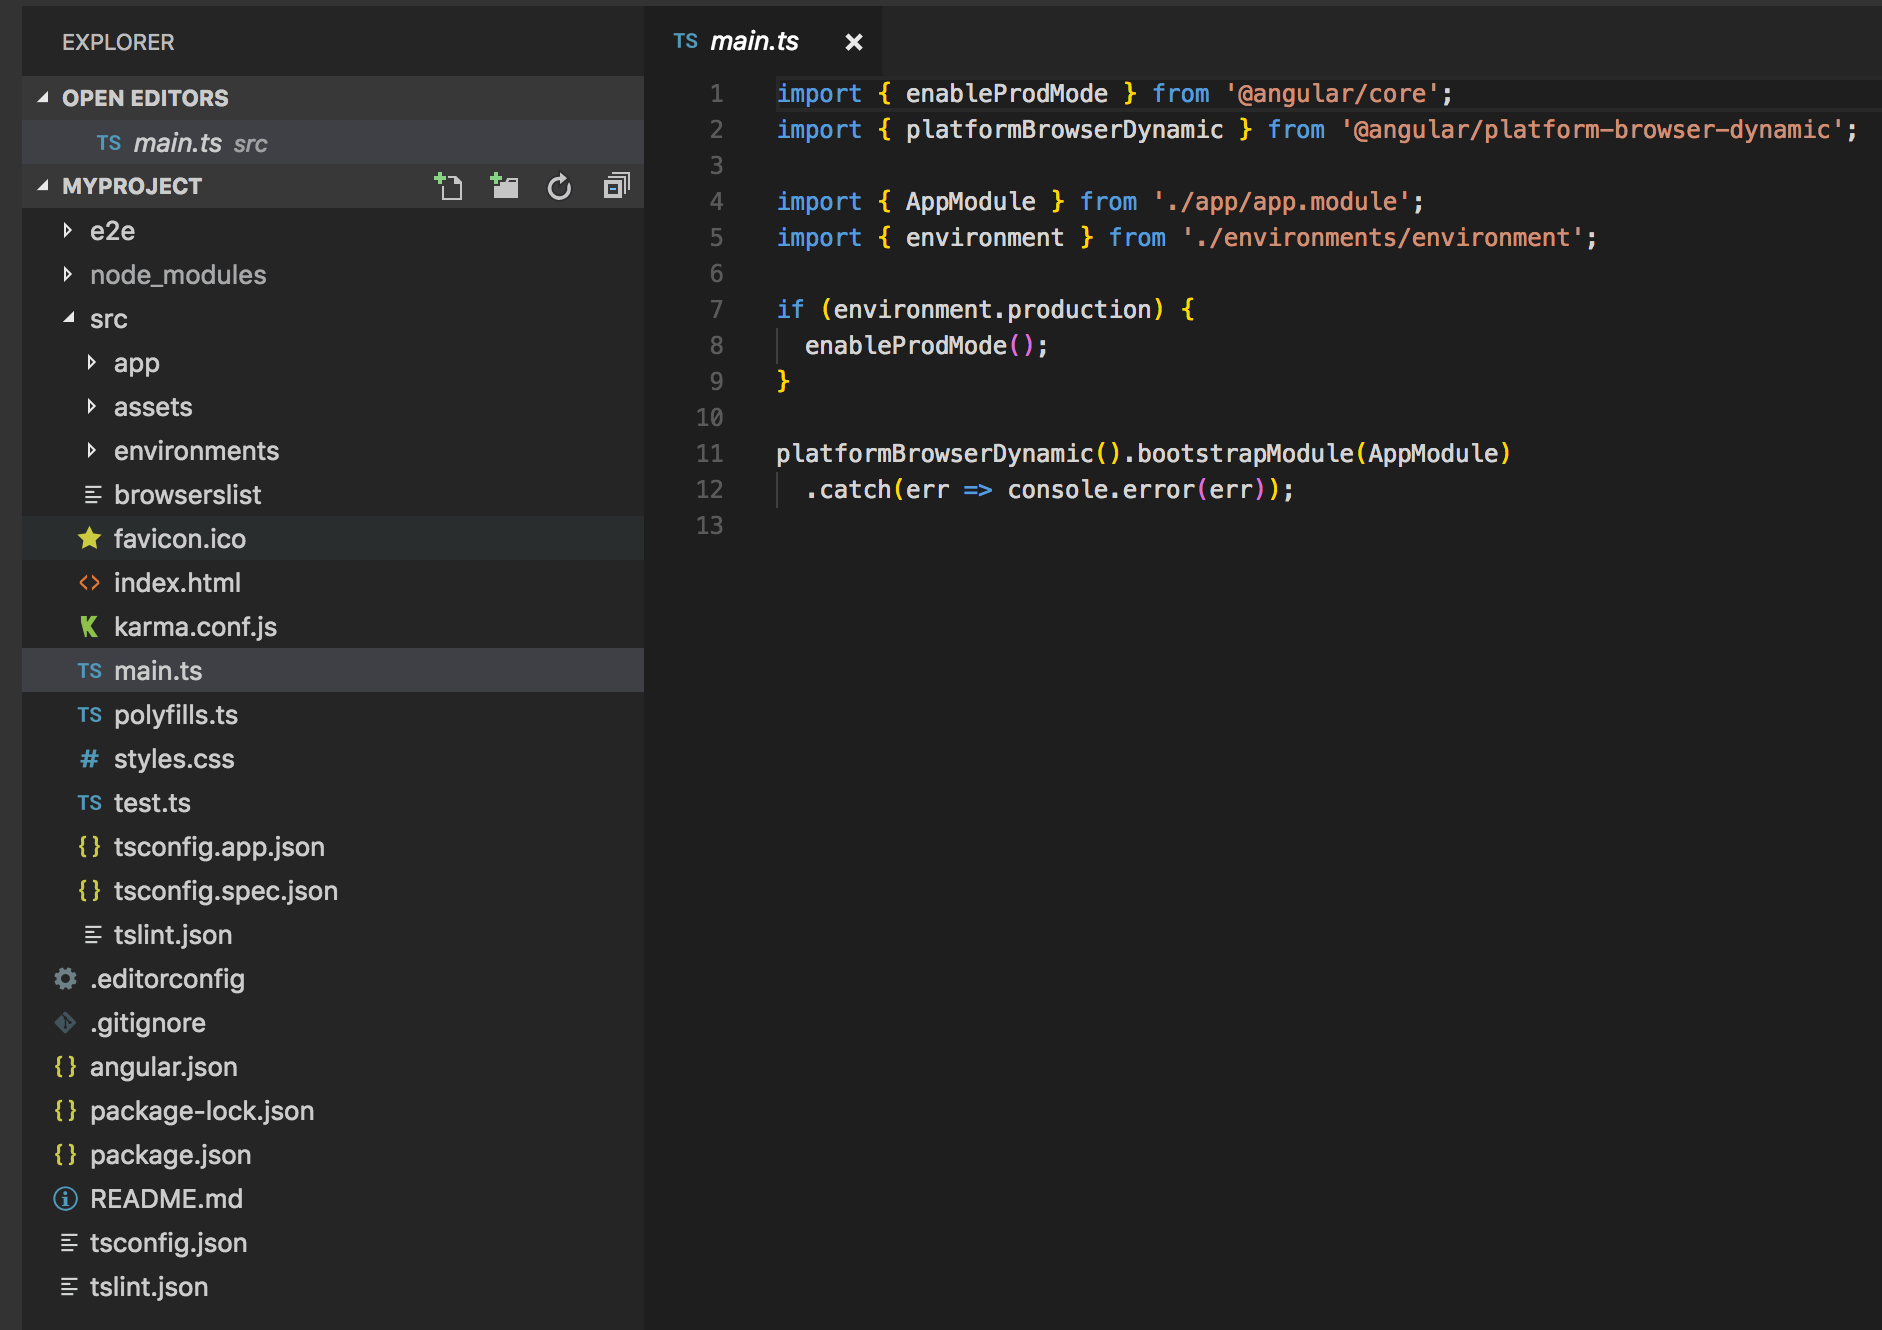 EXPLORER
OPEN EDITORS
TS main.ts src
MYPROJECT
e2e
node_modules
src
app
assets
environments
browserslist
favicon.ico
<> index.html
K karma.conf.js
TS main.ts
TS polyfills.ts
# styles.css
TS test.ts
{} tsconfig.app.json
{} tsconfig.spec.json
tslint.json
.editorconfig
.gitignore
{} angular.json
{} package-lock.json
{} package.json
i README.md
tsconfig.json
tslint.json
TS main.ts ×
1 import { enableProdMode } from '@angular/core';
2 import { platformBrowserDynamic } from '@angular/platform-browser-dynamic';
3
4 import { AppModule } from './app/app.module';
5 import { environment } from './environments/environment';
6
7 if (environment.production) {
8   enableProdMode();
9 }
10
11 platformBrowserDynamic().bootstrapModule(AppModule)
12   .catch(err => console.error(err));
13